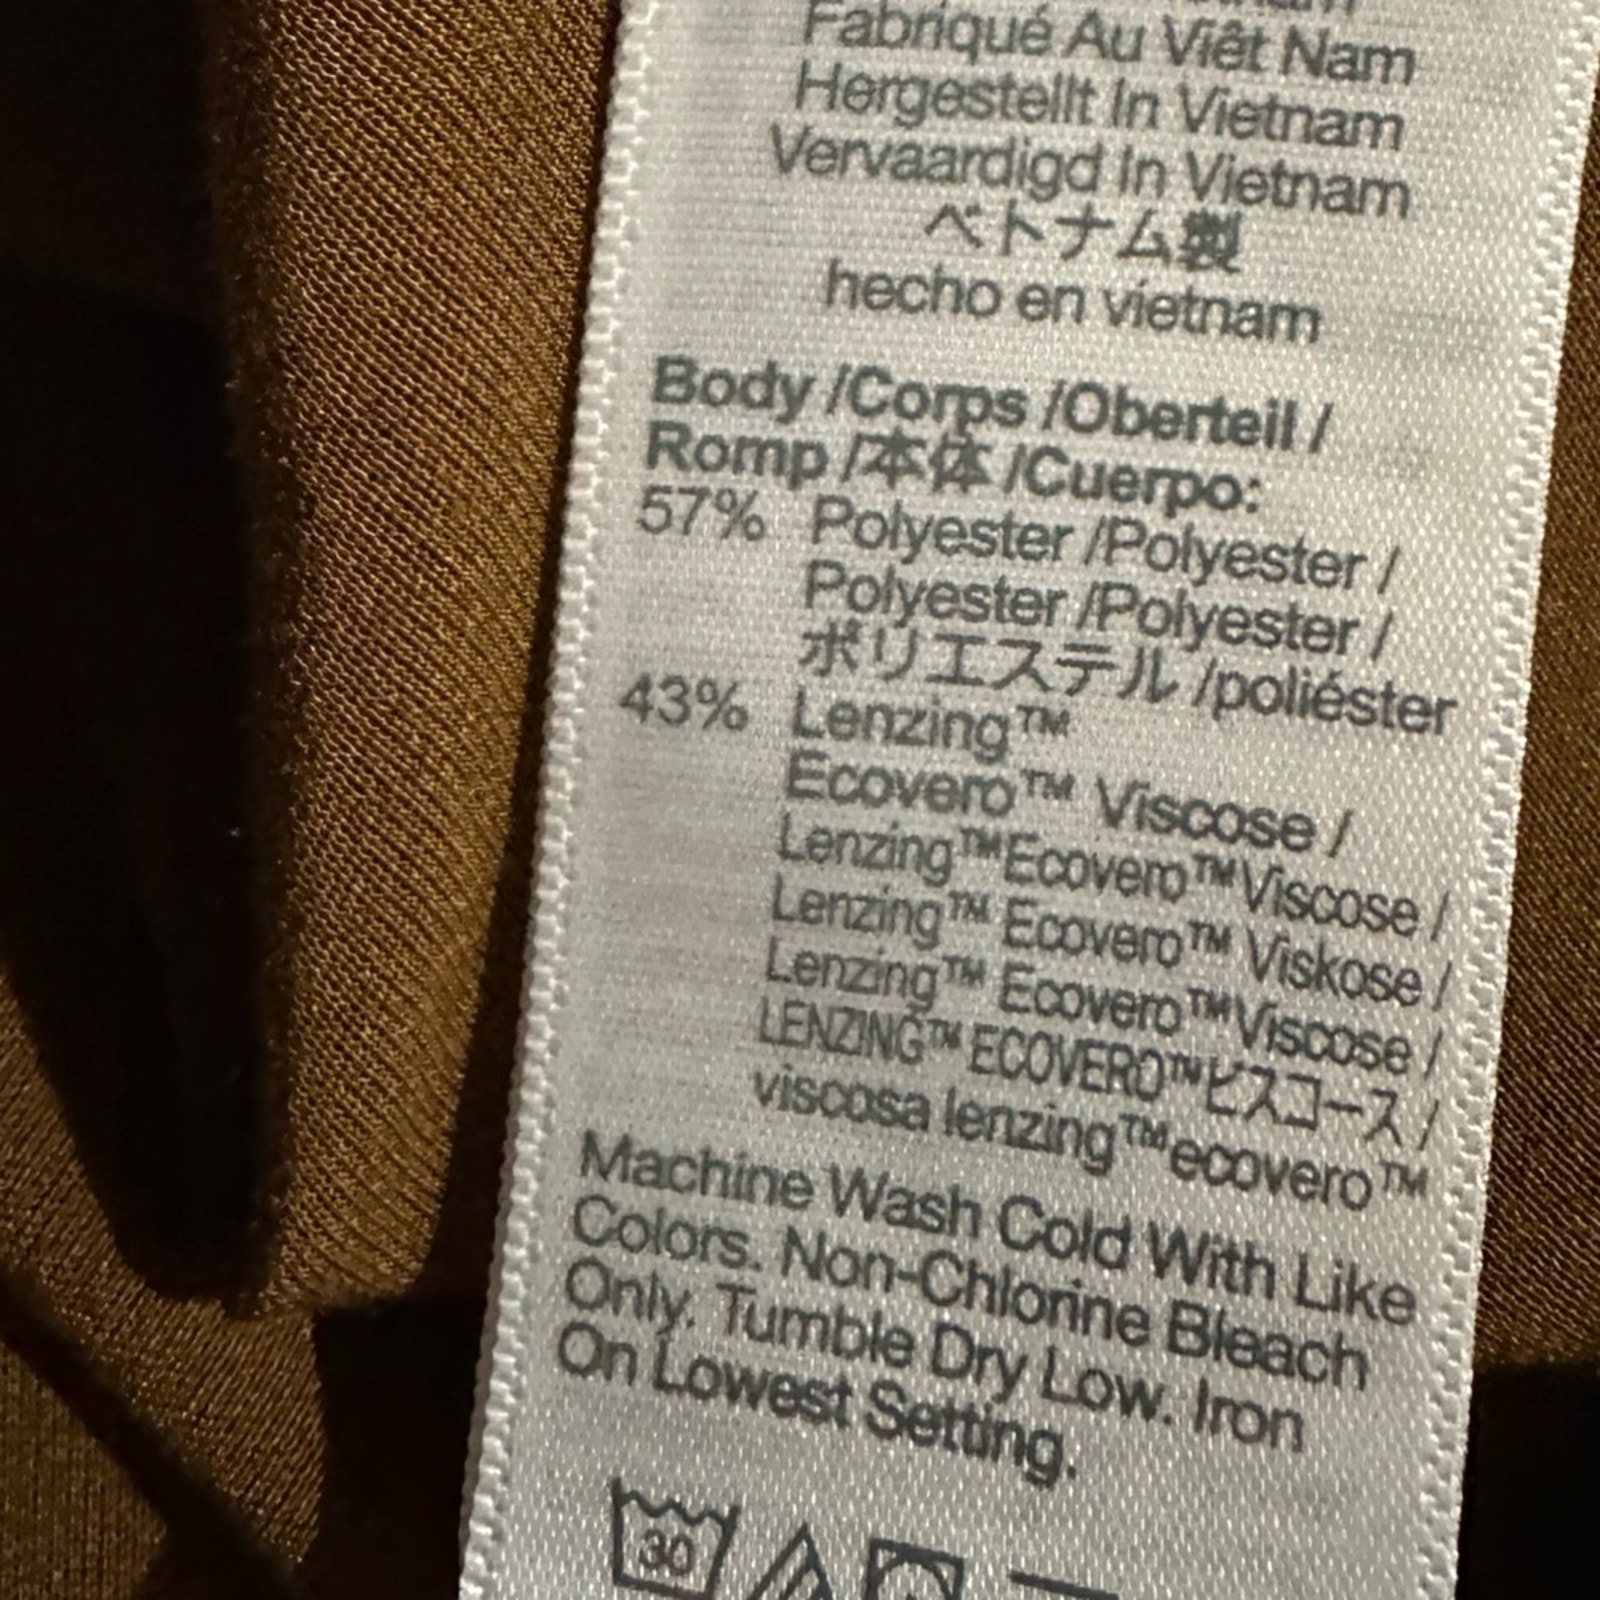 Fabriqué Au Viêt Nam
Hergestellt In Vietnam
Vervaardigd In Vietnam
ベトナム製
hecho en vietnam
Body /Corps /Oberteil /
Romp /本体 /Cuerpo:
57% Polyester /Polyester /
Polyester /Polyester /
ポリエステル /poliéster
43% Lenzing™
Ecovero™ Viscose /
Lenzing™Ecovero™Viscose /
Lenzing™ Ecovero™ Viskose /
Lenzing™ Ecovero™Viscose /
LENZING™ ECOVERO™ビスコース /
viscosa lenzing™ecovero™
Machine Wash Cold With Like
Colors. Non-Chlorine Bleach
Only. Tumble Dry Low. Iron
On Lowest Setting.
30